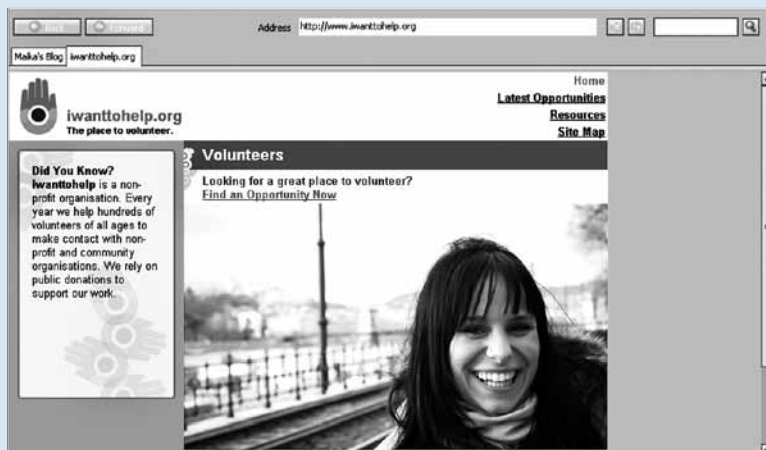 Back Forward Address http://www.iwanttohelp.org
Maika's Blog iwanttohelp.org
Home
Latest Opportunities
Resources
Site Map
iwanttohelp.org
The place to volunteer.
Did You Know?
iwanttohelp is a non-
profit organisation. Every
year we help hundreds of
volunteers of all ages to
make contact with non-
profit and community
organisations. We rely on
public donations to
support our work.
Volunteers
Looking for a great place to volunteer?
Find an Opportunity Now